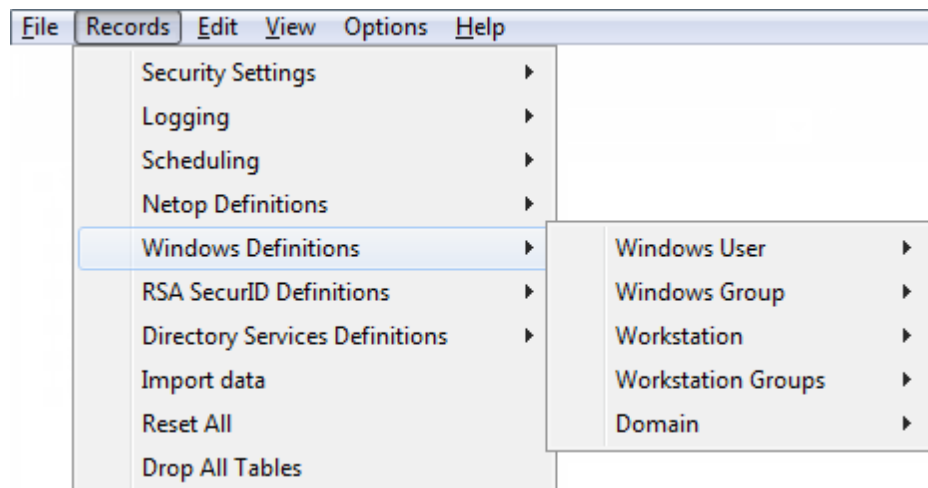 File Records Edit View Options Help
Security Settings
Logging
Scheduling
Netop Definitions
Windows Definitions
RSA SecurID Definitions
Directory Services Definitions
Import data
Reset All
Drop All Tables
Windows User
Windows Group
Workstation
Workstation Groups
Domain